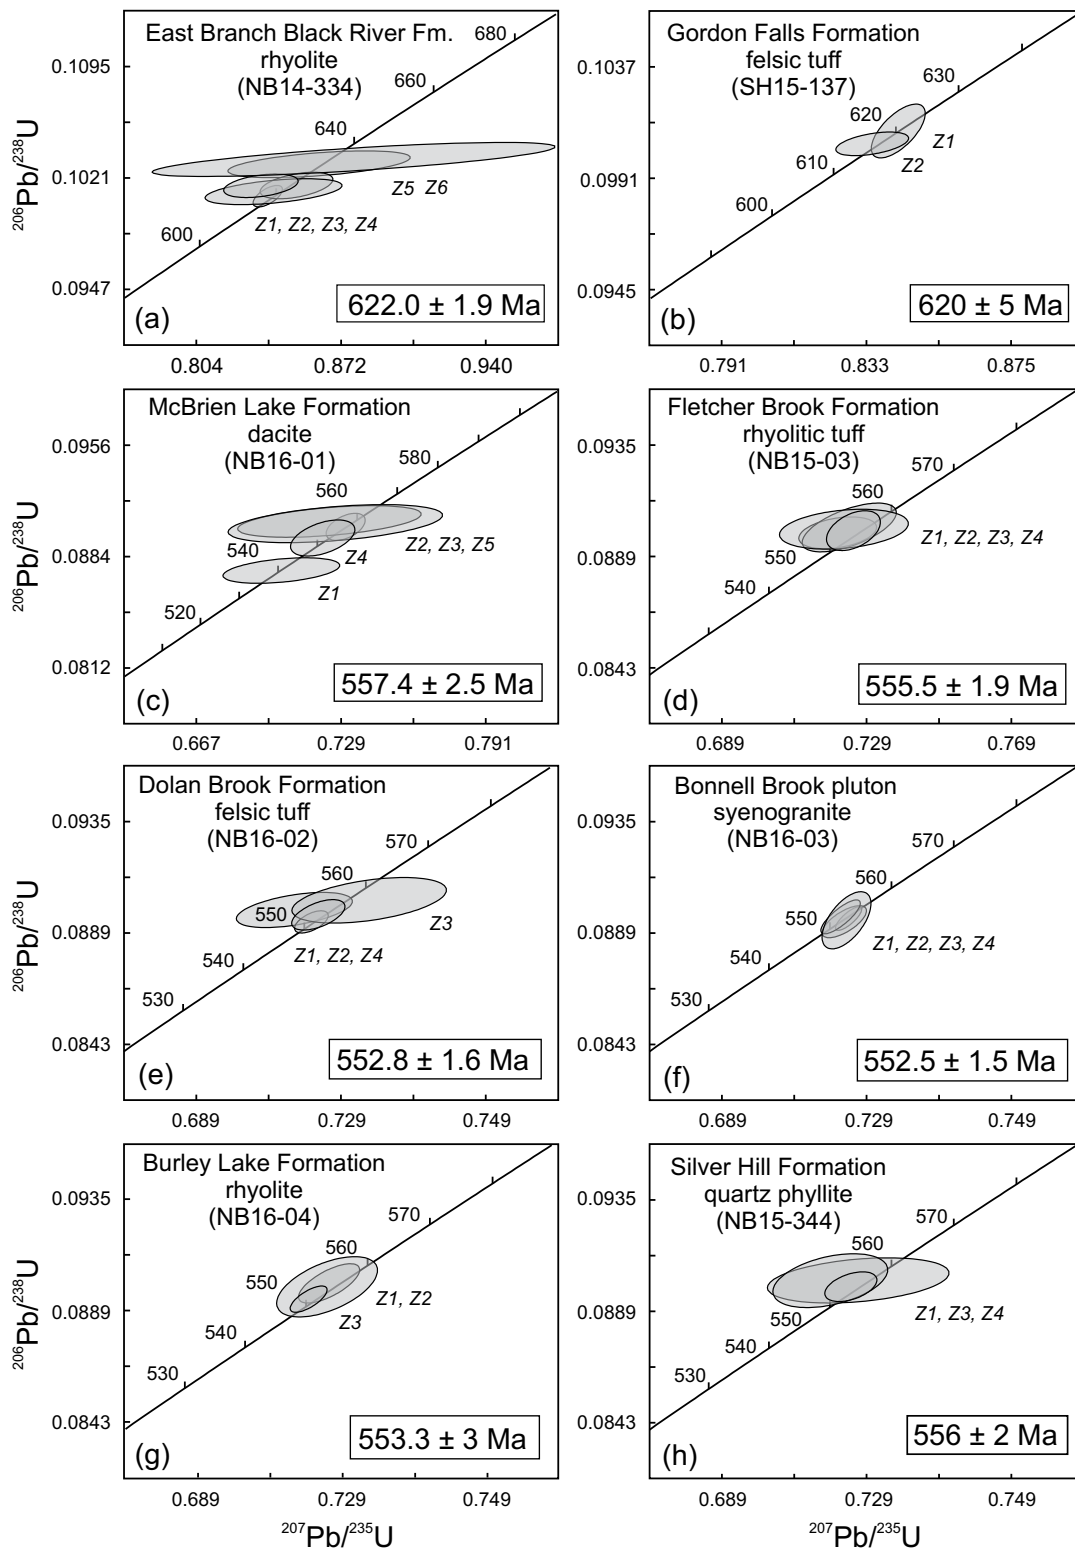 East Branch Black River Fm.
rhyolite
(NB14-334)
680
660
640
600
0.1095
0.1021
0.0947
206Pb/238U
Z5 Z6
Z1, Z2, Z3, Z4
622.0 ± 1.9 Ma
(a)
0.804 0.872 0.940
Gordon Falls Formation
felsic tuff
(SH15-137)
630
620
610
600
0.1037
0.0991
0.0945
Z1
Z2
620 ± 5 Ma
(b)
0.791 0.833 0.875
McBrien Lake Formation
dacite
(NB16-01)
580
560
540
520
0.0956
0.0884
0.0812
206Pb/238U
Z2, Z3, Z5
Z4
Z1
557.4 ± 2.5 Ma
(c)
0.667 0.729 0.791
Fletcher Brook Formation
rhyolitic tuff
(NB15-03)
570
560
550
540
0.0935
0.0889
0.0843
Z1, Z2, Z3, Z4
555.5 ± 1.9 Ma
(d)
0.689 0.729 0.769
Dolan Brook Formation
felsic tuff
(NB16-02)
570
560
550
540
530
0.0935
0.0889
0.0843
206Pb/238U
Z3
Z1, Z2, Z4
552.8 ± 1.6 Ma
(e)
0.689 0.729 0.749
Bonnell Brook pluton
syenogranite
(NB16-03)
570
560
550
540
530
0.0935
0.0889
0.0843
Z1, Z2, Z3, Z4
552.5 ± 1.5 Ma
(f)
0.689 0.729 0.749
Burley Lake Formation
rhyolite
(NB16-04)
570
560
550
540
530
0.0935
0.0889
0.0843
206Pb/238U
Z1, Z2
Z3
553.3 ± 3 Ma
(g)
0.689 0.729 0.749
207Pb/235U
Silver Hill Formation
quartz phyllite
(NB15-344)
570
560
550
540
530
0.0935
0.0889
0.0843
Z1, Z3, Z4
556 ± 2 Ma
(h)
0.689 0.729 0.749
207Pb/235U